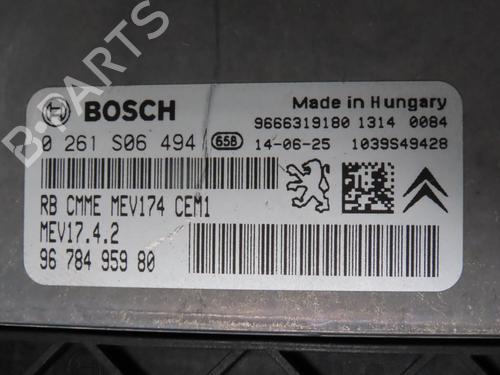 BOSCH
Made in Hungary
9666319180 1314 0084
0 261 S06 494 65B 14-06-25 1039S49428
RB CMME MEV174 CEM1
MEV17.4.2
96 784 959 80
B-PARTS